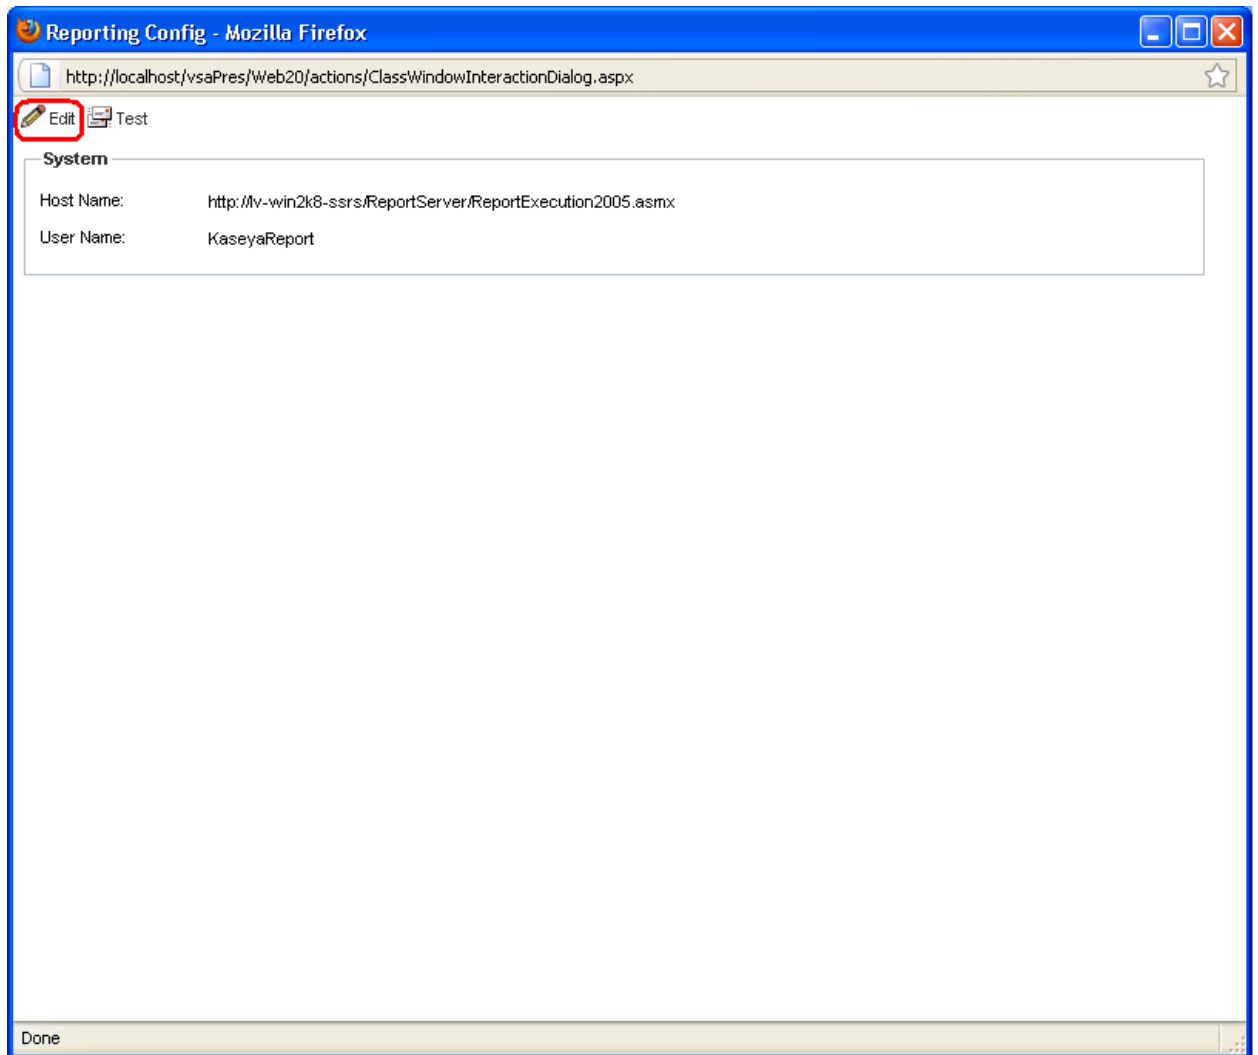 Reporting Config - Mozilla Firefox
http://localhost/vsaPres/Web20/actions/ClassWindowInteractionDialog.aspx
Edit Test
System
Host Name: http://lv-win2k8-ssrs/ReportServer/ReportExecution2005.asmx
User Name: KaseyaReport
Done